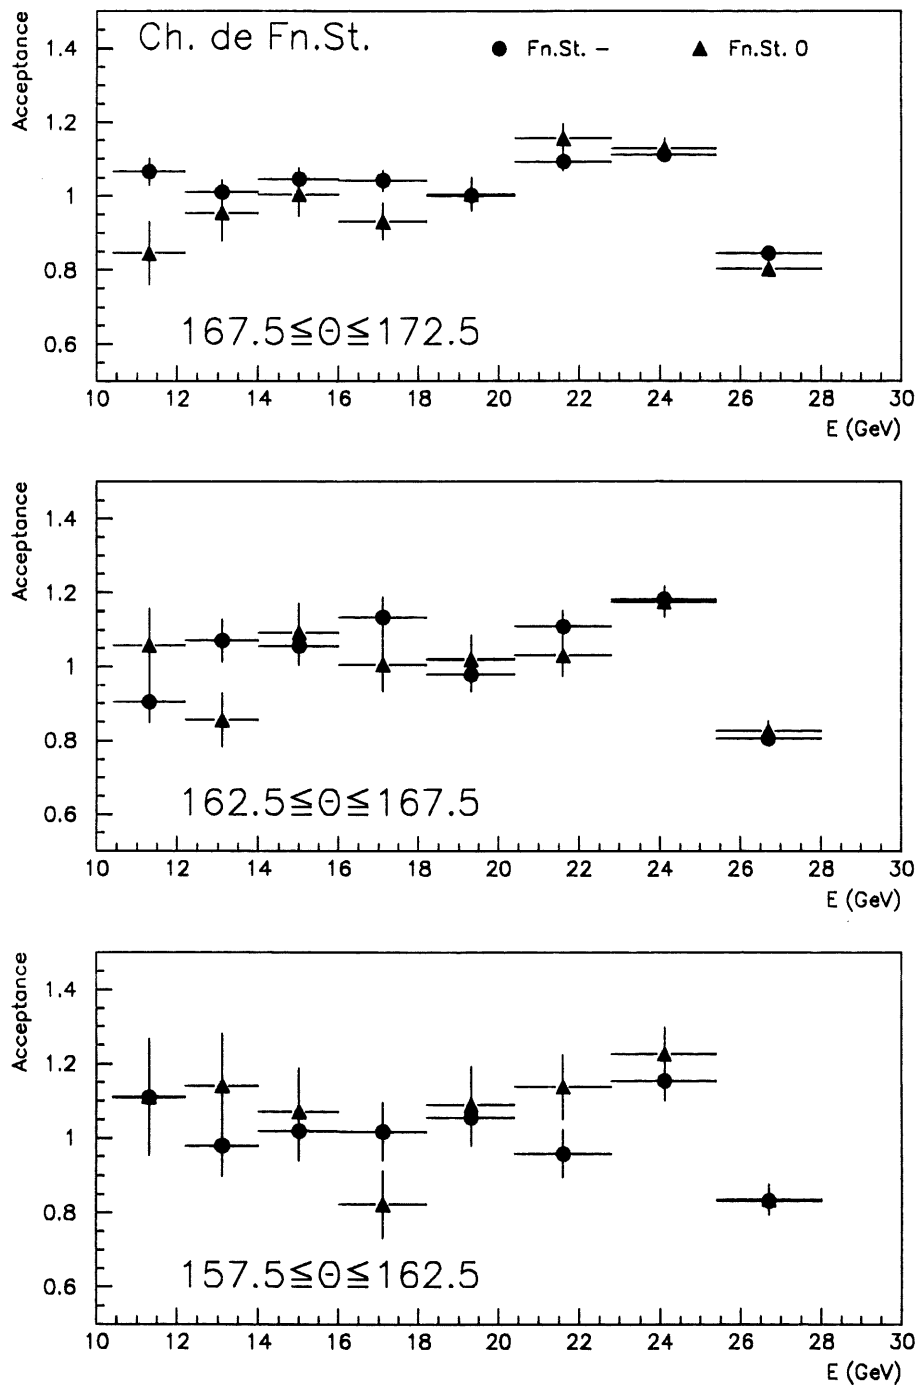 Ch. de Fn.St.
Fn.St. –
Fn.St. 0
Acceptance
1.4
1.2
1
0.8
0.6
167.5≦Θ≦172.5
10 12 14 16 18 20 22 24 26 28 30
E (GeV)
Acceptance
1.4
1.2
1
0.8
0.6
162.5≦Θ≦167.5
10 12 14 16 18 20 22 24 26 28 30
E (GeV)
Acceptance
1.4
1.2
1
0.8
0.6
157.5≦Θ≦162.5
10 12 14 16 18 20 22 24 26 28 30
E (GeV)